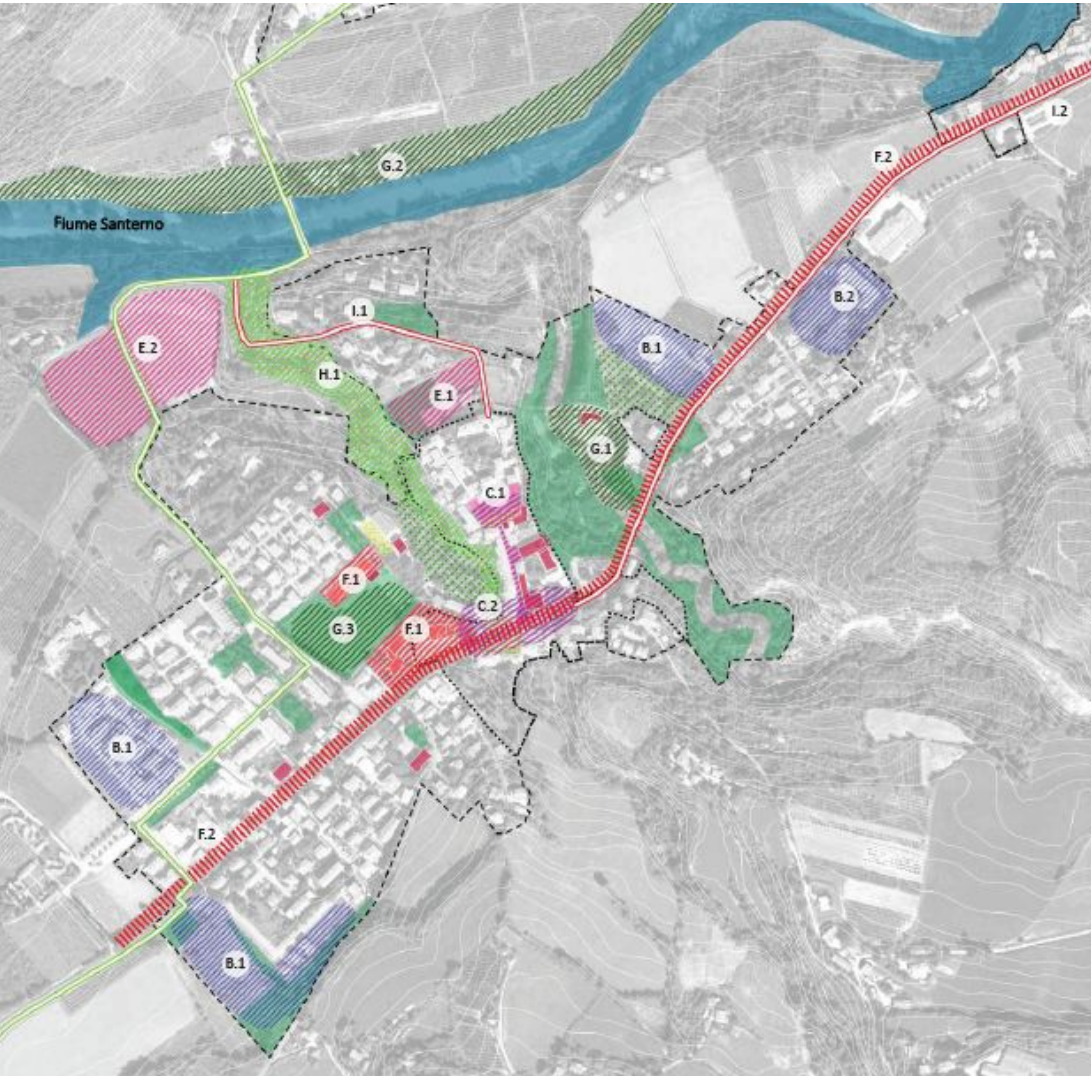 I.2
F.2
G.2
Fiume Santerno
B.2
I.1
E.2
B.1
H.1
E.1
G.1
C.1
F.1
C.2
G.3
F.1
B.1
F.2
B.1